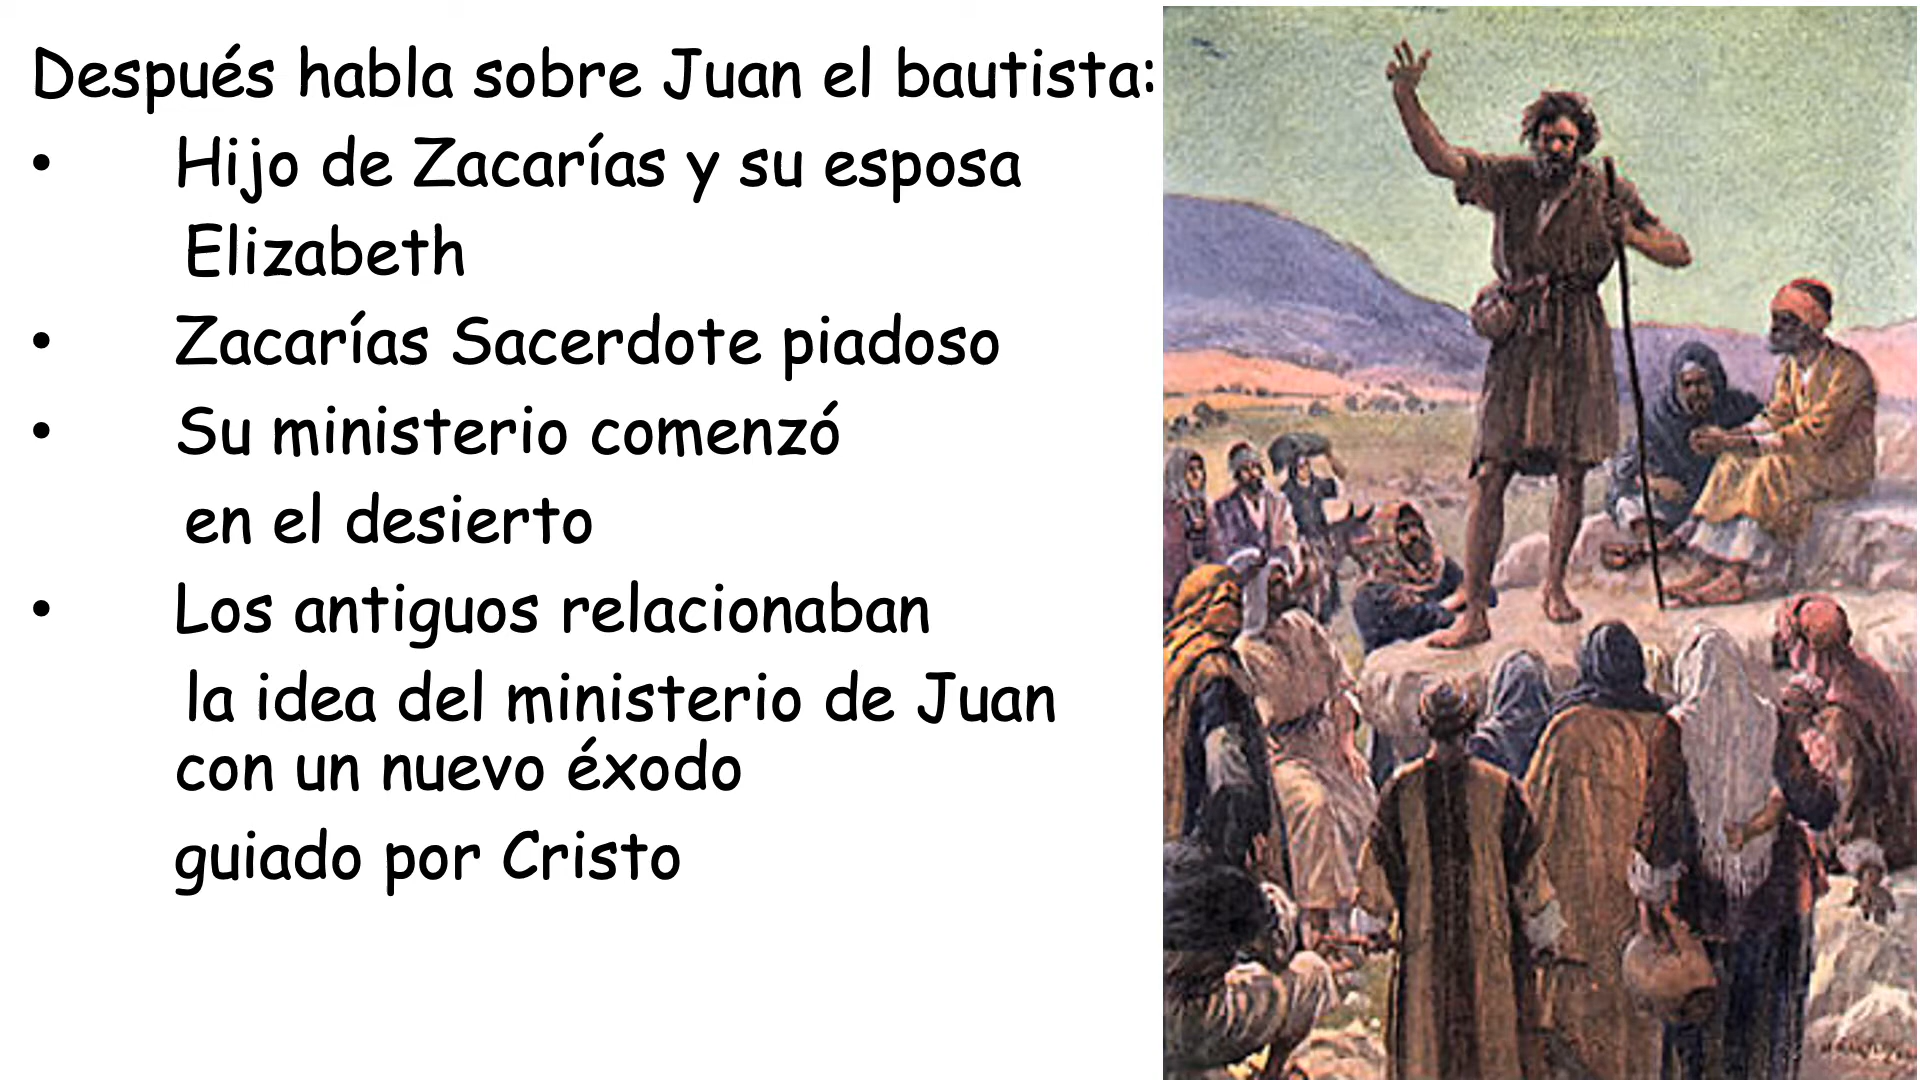 Después habla sobre Juan el bautista:
• Hijo de Zacarías y su esposa
Elizabeth
• Zacarías Sacerdote piadoso
• Su ministerio comenzó
en el desierto
• Los antiguos relacionaban
la idea del ministerio de Juan
con un nuevo éxodo
guiado por Cristo